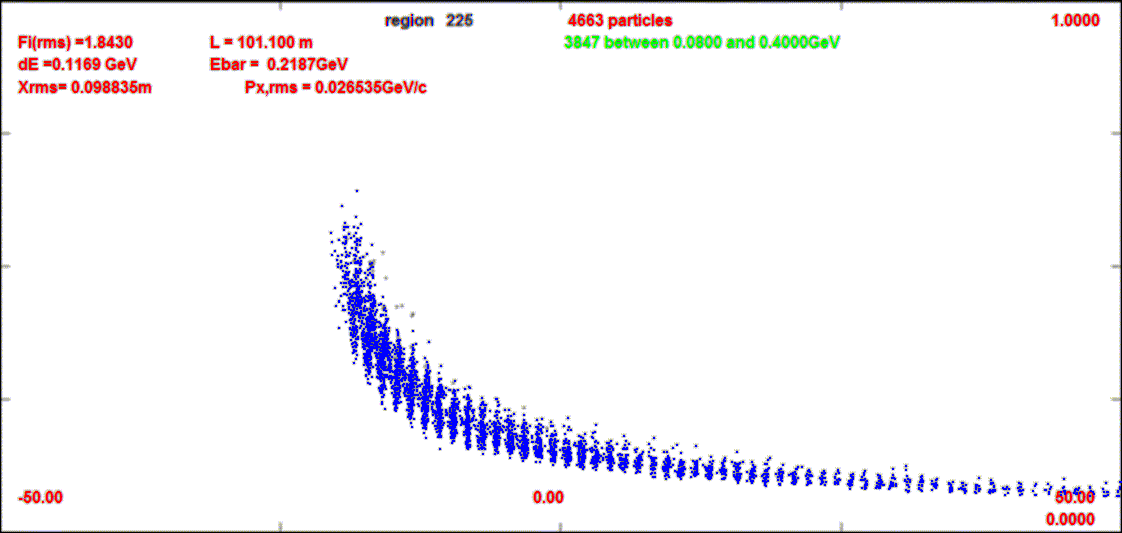 region 225 4663 particles 1.0000
Fi(rms) =1.8430 L = 101.100 m 3847 between 0.0800 and 0.4000GeV
dE =0.1169 GeV Ebar = 0.2187GeV
Xrms= 0.098835m Px,rms = 0.026535GeV/c
-50.00 0.00 50.00
0.0000